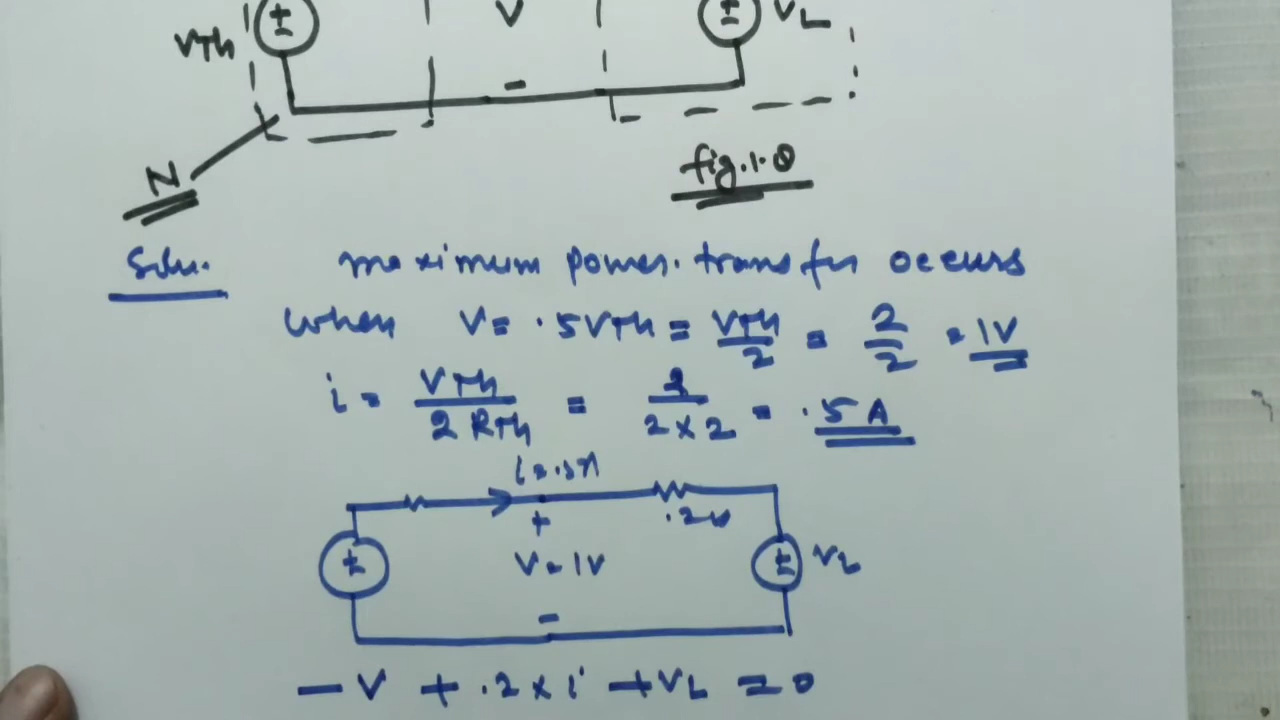 VTh ± V ± VL
-
N
fig.1.8
Soln. maximum power transfer occurs
when V = .5VTh = VTh/2 = 2/2 = 1V
i = VTh/2RTh = 2/2×2 = .5A
i = .5A
+ .2Ω
± V = 1V ± VL
-
- V + .2×i + VL = 0